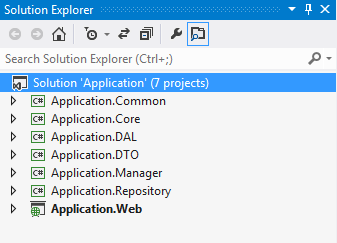 Solution Explorer
Search Solution Explorer (Ctrl+;)
Solution 'Application' (7 projects)
C# Application.Common
C# Application.Core
C# Application.DAL
C# Application.DTO
C# Application.Manager
C# Application.Repository
Application.Web